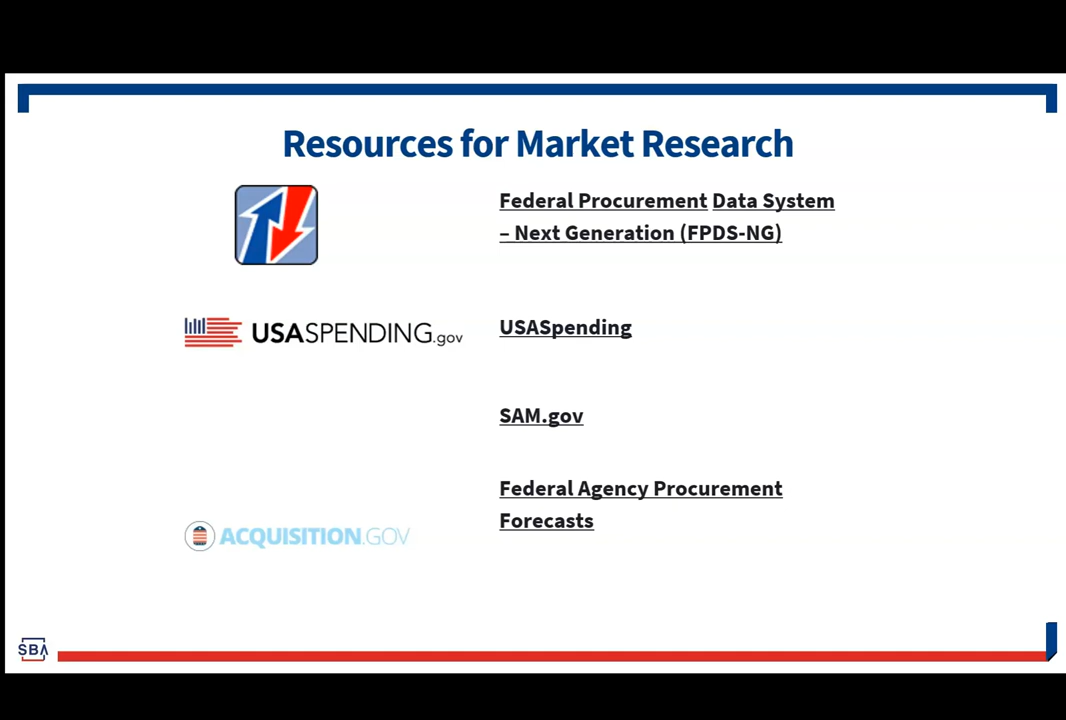 Resources for Market Research
Federal Procurement Data System
– Next Generation (FPDS-NG)
USASPENDING.gov
USASpending
SAM.gov
Federal Agency Procurement
Forecasts
ACQUISITION.GOV
SBA